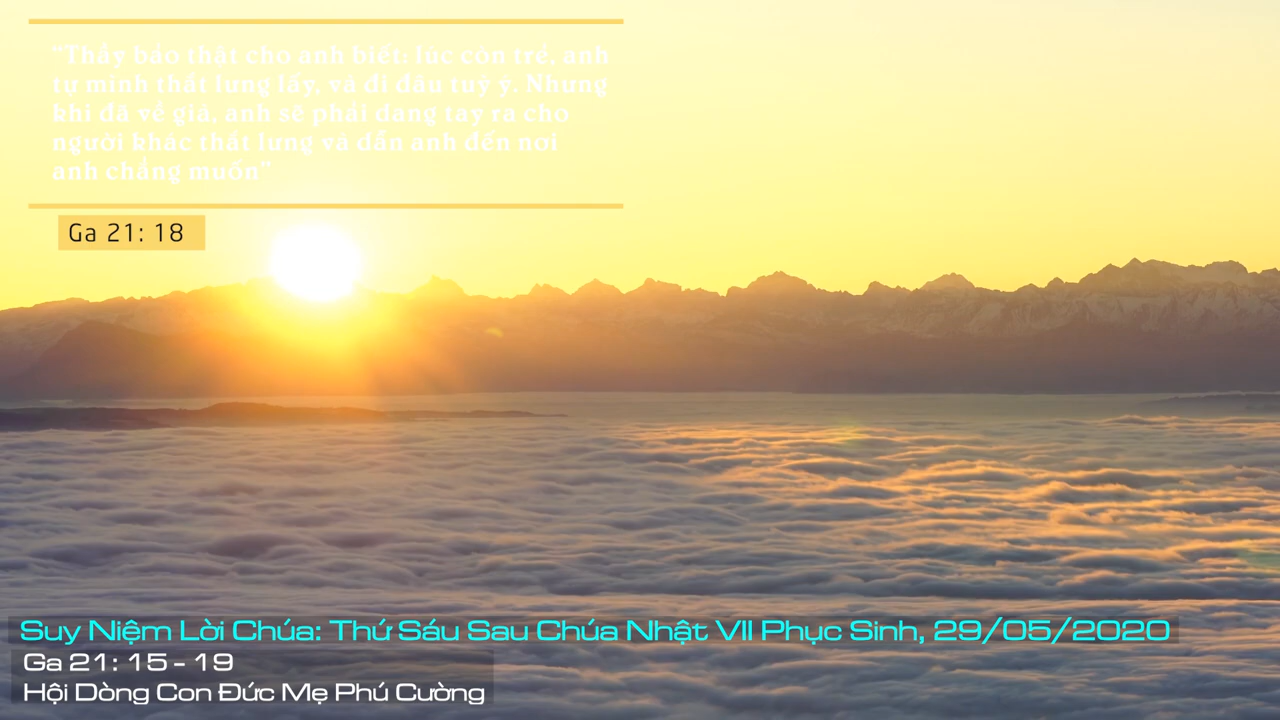 “Thầy bảo thật cho anh biết: lúc còn trẻ, anh
tự mình thắt lưng lấy, và đi đâu tuỳ ý. Nhưng
khi đã về già, anh sẽ phải dang tay ra cho
người khác thắt lưng và dẫn anh đến nơi
anh chẳng muốn”
Ga 21: 18
Suy Niệm Lời Chúa: Thứ Sáu Sau Chúa Nhật VII Phục Sinh, 29/05/2020
Ga 21: 15 - 19
Hội Dòng Con Đức Mẹ Phú Cường